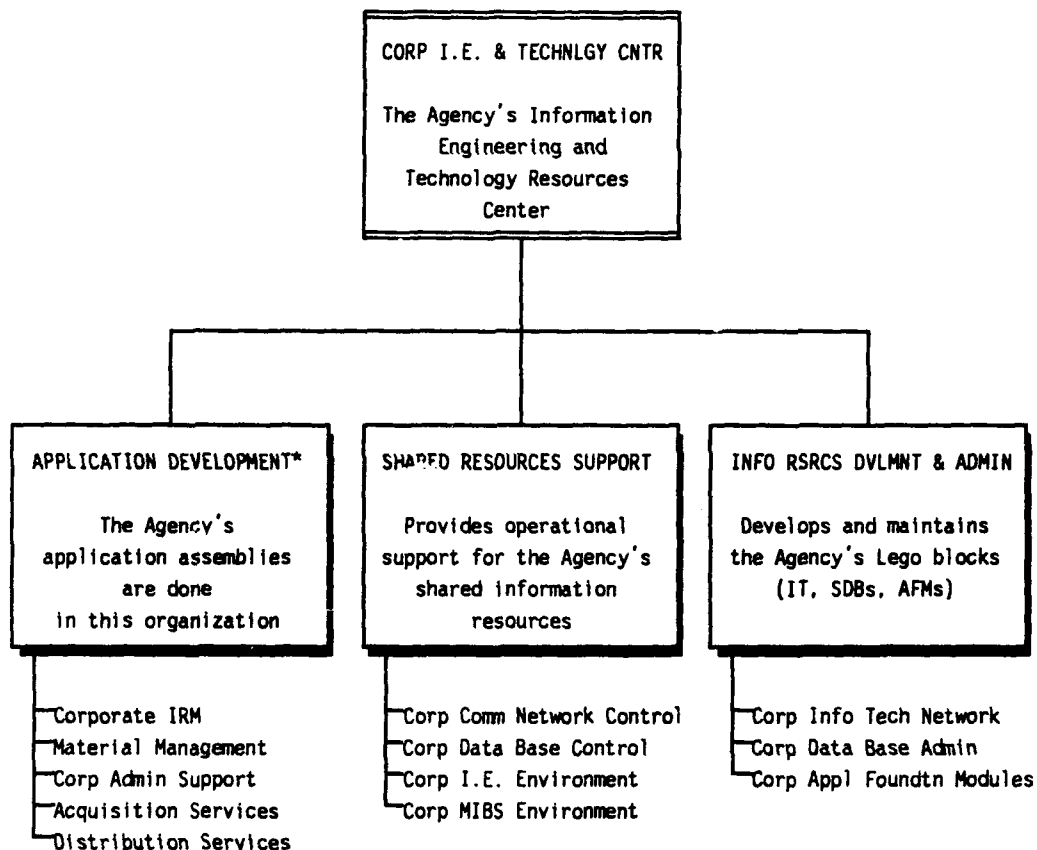 CORP I.E. & TECHNLGY CNTR
The Agency's Information
Engineering and
Technology Resources
Center
APPLICATION DEVELOPMENT*
The Agency's
application assemblies
are done
in this organization
SHARED RESOURCES SUPPORT
Provides operational
support for the Agency's
shared information
resources
INFO RSRCS DVLMNT & ADMIN
Develops and maintains
the Agency's Lego blocks
(IT, SDBs, AFMs)
Corporate IRM
Material Management
Corp Admin Support
Acquisition Services
Distribution Services
Corp Comm Network Control
Corp Data Base Control
Corp I.E. Environment
Corp MIBS Environment
Corp Info Tech Network
Corp Data Base Admin
Corp Appl Foundtn Modules